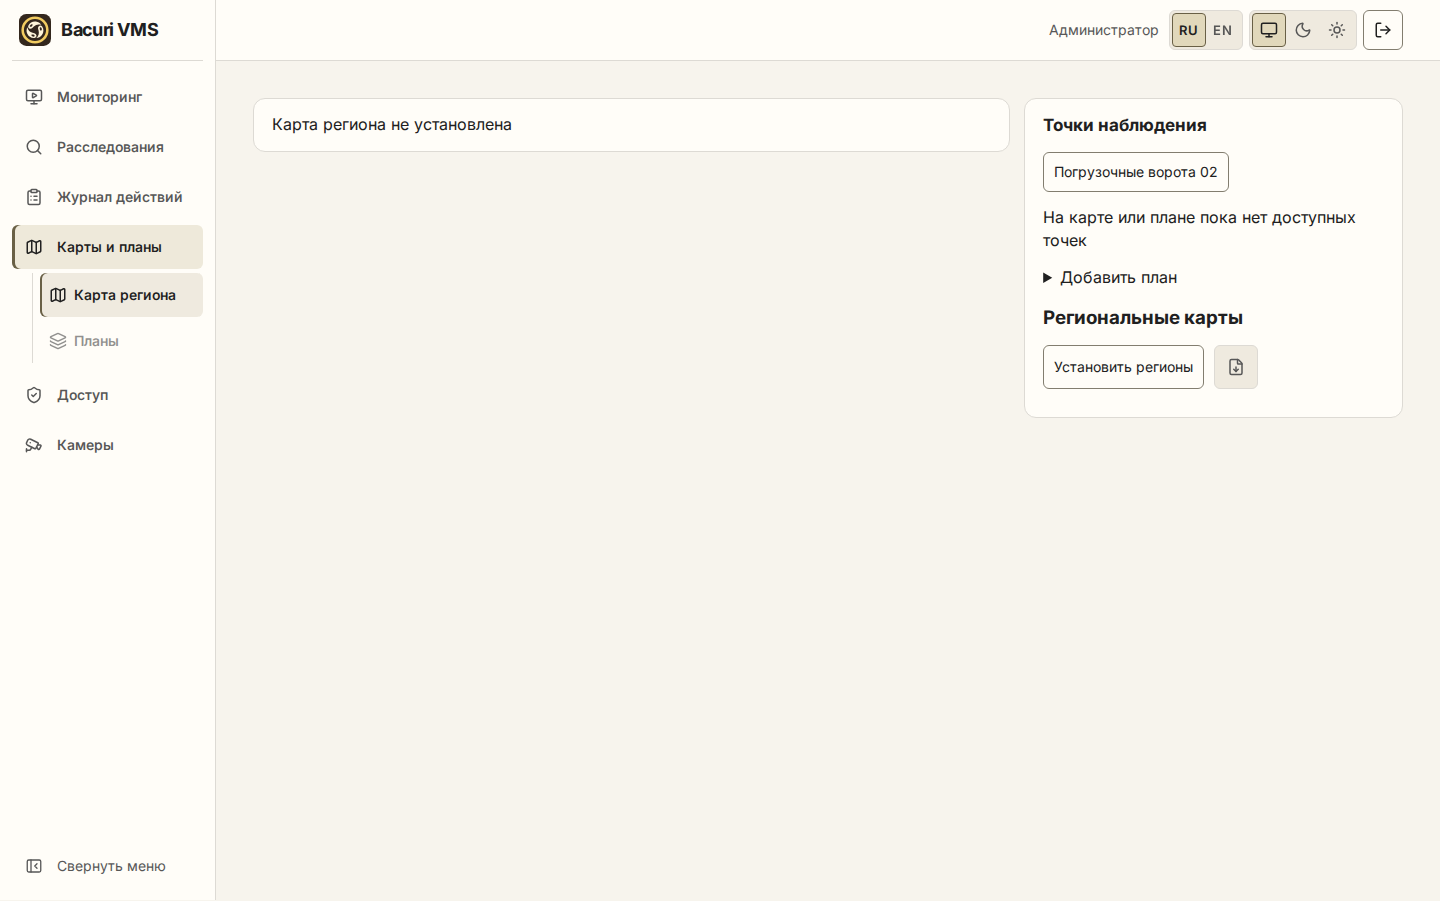 Bacuri VMS
Администратор
RU EN
Мониторинг
Расследования
Журнал действий
Карты и планы
Карта региона
Планы
Доступ
Камеры
Свернуть меню
Карта региона не установлена
Точки наблюдения
Погрузочные ворота 02
На карте или плане пока нет доступных
точек
Добавить план
Региональные карты
Установить регионы